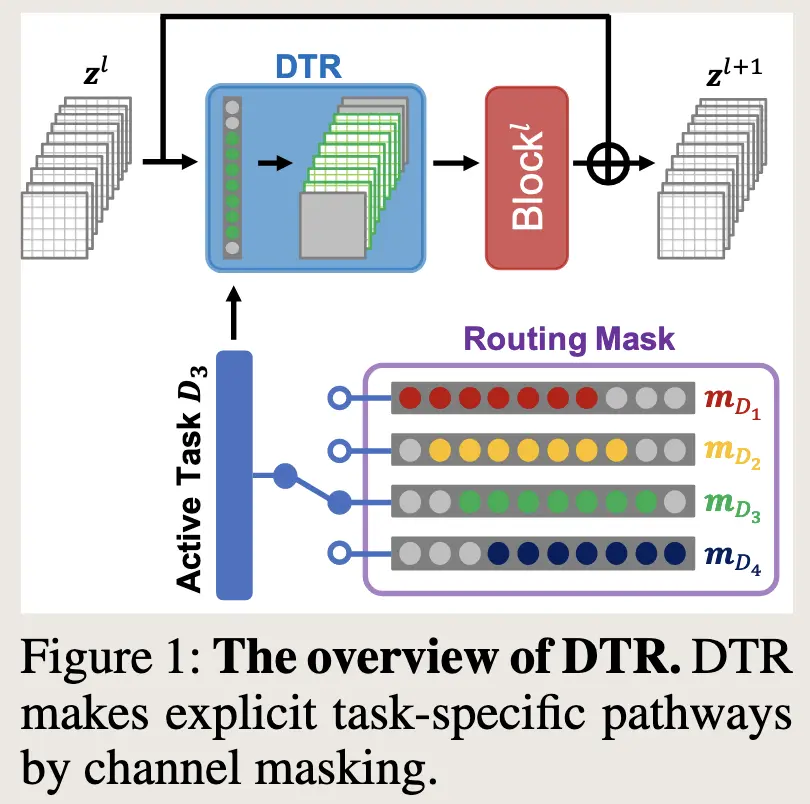 z^l
DTR
z^{l+1}
Block^l
Active Task D_3
Routing Mask
m_{D_1}
m_{D_2}
m_{D_3}
m_{D_4}
Figure 1: The overview of DTR. DTR
makes explicit task-specific pathways
by channel masking.